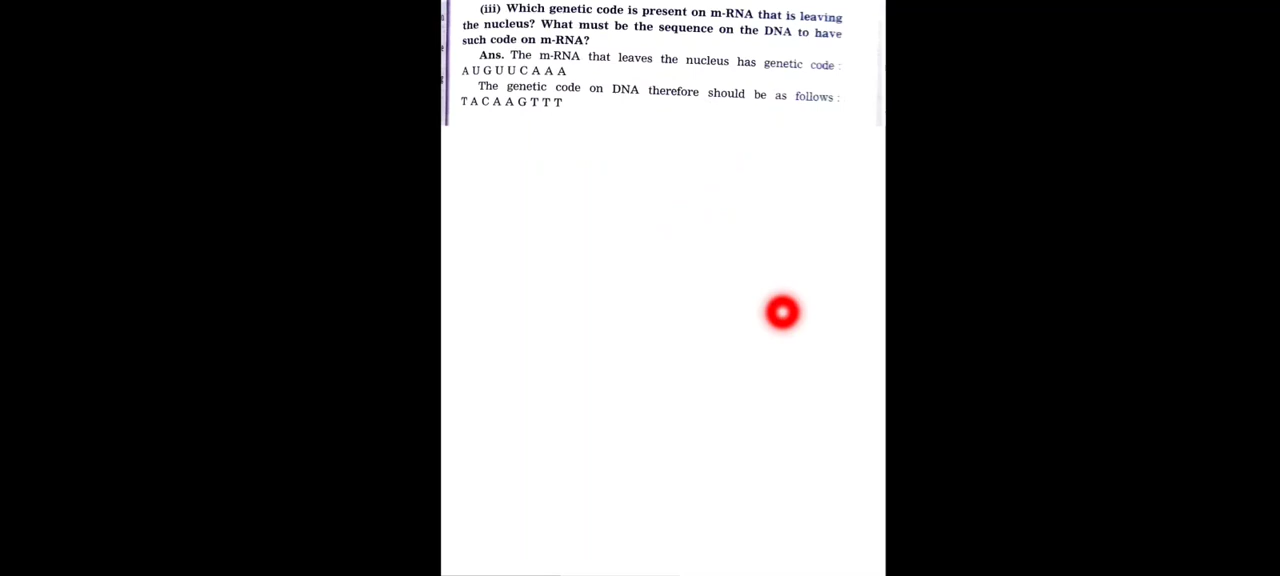 (iii) Which genetic code is present on m-RNA that is leaving
the nucleus? What must be the sequence on the DNA to have
such code on m-RNA?
Ans. The m-RNA that leaves the nucleus has genetic code :
A U G U U C A A A
The genetic code on DNA therefore should be as follows :
T A C A A G T T T